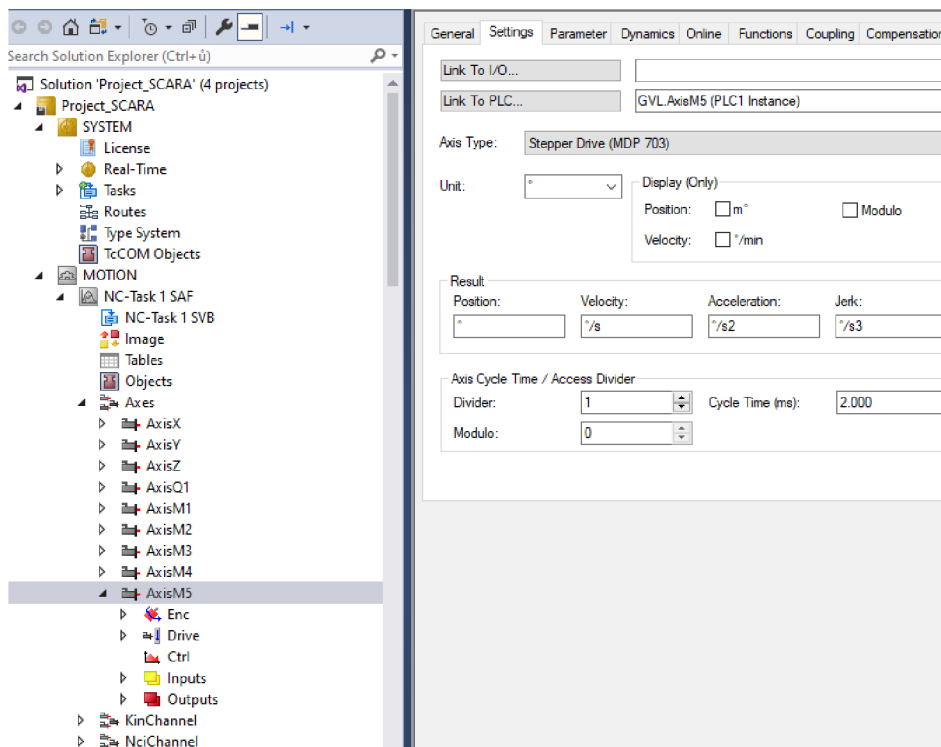 Search Solution Explorer (Ctrl+ů)
Solution 'Project_SCARA' (4 projects)
Project_SCARA
SYSTEM
License
Real-Time
Tasks
Routes
Type System
TcCOM Objects
MOTION
NC-Task 1 SAF
NC-Task 1 SVB
Image
Tables
Objects
Axes
AxisX
AxisY
AxisZ
AxisQ1
AxisM1
AxisM2
AxisM3
AxisM4
AxisM5
Enc
Drive
Ctrl
Inputs
Outputs
KinChannel
NciChannel
General Settings Parameter Dynamics Online Functions Coupling Compensation
Link To I/O...
Link To PLC... GVL.AxisM5 (PLC1 Instance)
Axis Type: Stepper Drive (MDP 703)
Unit: °
Display (Only)
Position: m° Modulo
Velocity: °/min
Result
Position: Velocity: Acceleration: Jerk:
° °/s °/s2 °/s3
Axis Cycle Time / Access Divider
Divider: 1 Cycle Time (ms): 2.000
Modulo: 0